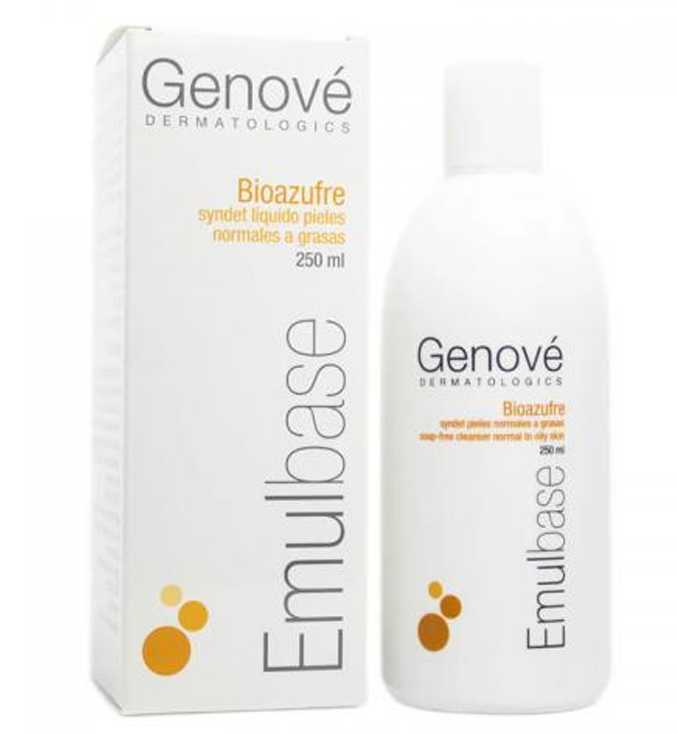 Genové
DERMATOLOGICS
Bioazufre
syndet líquido pieles
normales a grasas
250 ml
Emulbase
Genové
DERMATOLOGICS
Bioazufre
syndet pieles normales a grasas
soap-free cleanser normal to oily skin
250 ml
Emulbase